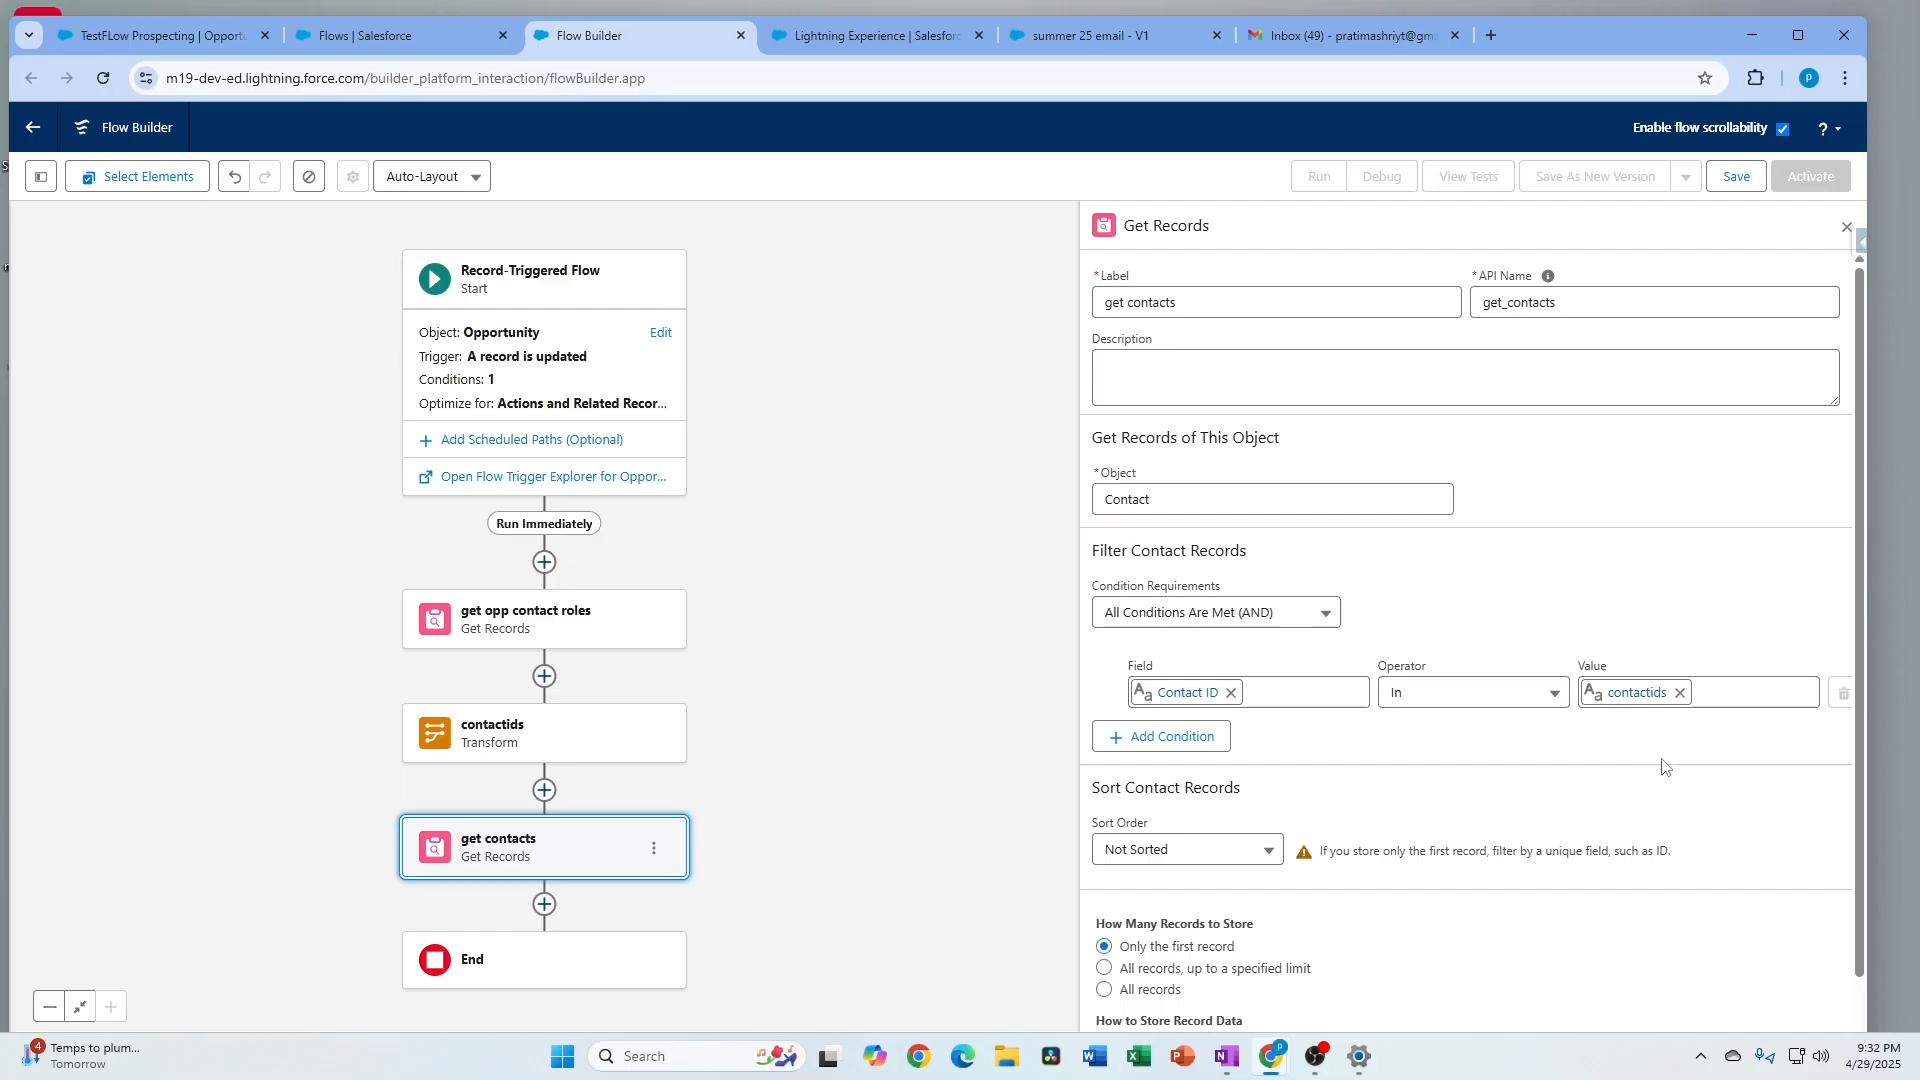 TestFLow Prospecting | Opportu
Flows | Salesforce
Flow Builder
Lightning Experience | Salesforc
summer 25 email - V1
Inbox (49) - pratimashriyt@gma
m19-dev-ed.lightning.force.com/builder_platform_interaction/flowBuilder.app
P
Flow Builder
Enable flow scrollability
?
Select Elements
Auto-Layout
Run
Debug
View Tests
Save As New Version
Save
Activate
Record-Triggered Flow
Start
Object: Opportunity
Edit
Trigger: A record is updated
Conditions: 1
Optimize for: Actions and Related Recor...
Add Scheduled Paths (Optional)
Open Flow Trigger Explorer for Oppor...
Run Immediately
get opp contact roles
Get Records
contactids
Transform
get contacts
Get Records
End
Get Records
*Label
*API Name
get contacts
get_contacts
Description
Get Records of This Object
*Object
Contact
Filter Contact Records
Condition Requirements
All Conditions Are Met (AND)
Field
Operator
Value
Aa Contact ID
In
Aa contactids
Add Condition
Sort Contact Records
Sort Order
Not Sorted
If you store only the first record, filter by a unique field, such as ID.
How Many Records to Store
Only the first record
All records, up to a specified limit
All records
How to Store Record Data
4
Temps to plum...
Tomorrow
Search
9:32 PM
4/29/2025